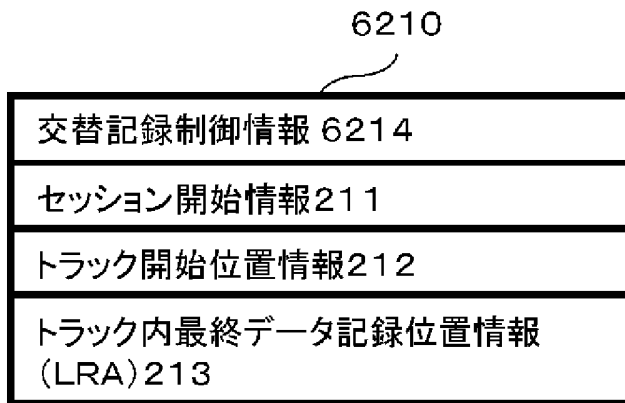 6210
交替記録制御情報 6214
セッション開始情報211
トラック開始位置情報212
トラック内最終データ記録位置情報
(LRA)213